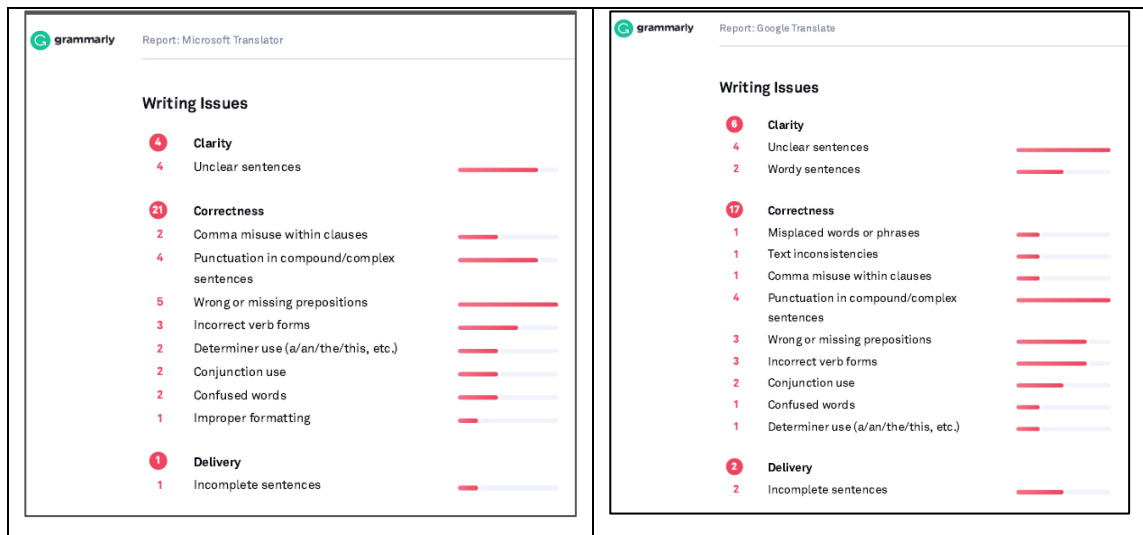 grammarly Report: Microsoft Translator
Writing Issues
4 Clarity
4 Unclear sentences
21 Correctness
2 Comma misuse within clauses
4 Punctuation in compound/complex
sentences
5 Wrong or missing prepositions
3 Incorrect verb forms
2 Determiner use (a/an/the/this, etc.)
2 Conjunction use
2 Confused words
1 Improper formatting
1 Delivery
1 Incomplete sentences
grammarly Report: Google Translate
Writing Issues
6 Clarity
4 Unclear sentences
2 Wordy sentences
17 Correctness
1 Misplaced words or phrases
1 Text inconsistencies
1 Comma misuse within clauses
4 Punctuation in compound/complex
sentences
3 Wrong or missing prepositions
3 Incorrect verb forms
2 Conjunction use
1 Confused words
1 Determiner use (a/an/the/this, etc.)
2 Delivery
2 Incomplete sentences